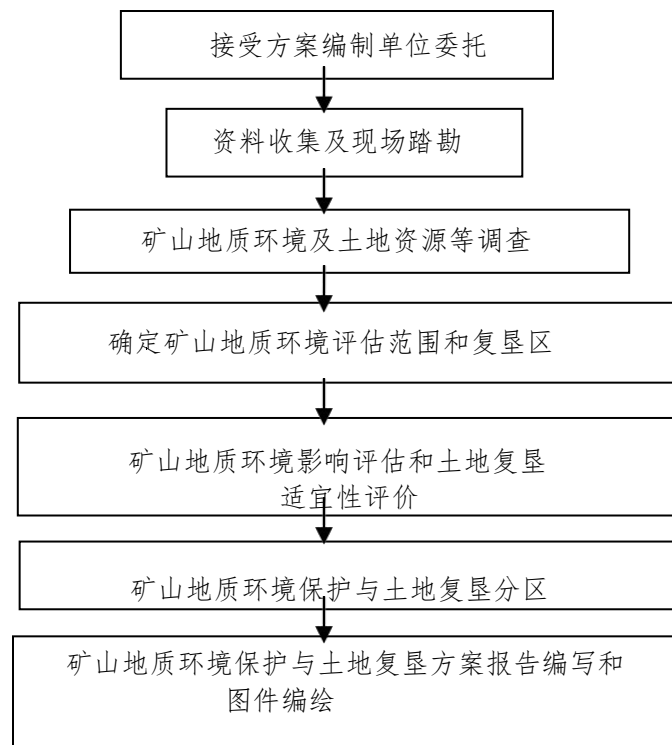 接受方案编制单位委托
资料收集及现场踏勘
矿山地质环境及土地资源等调查
确定矿山地质环境评估范围和复垦区
矿山地质环境影响评估和土地复垦
适宜性评价
矿山地质环境保护与土地复垦分区
矿山地质环境保护与土地复垦方案报告编写和
图件编绘